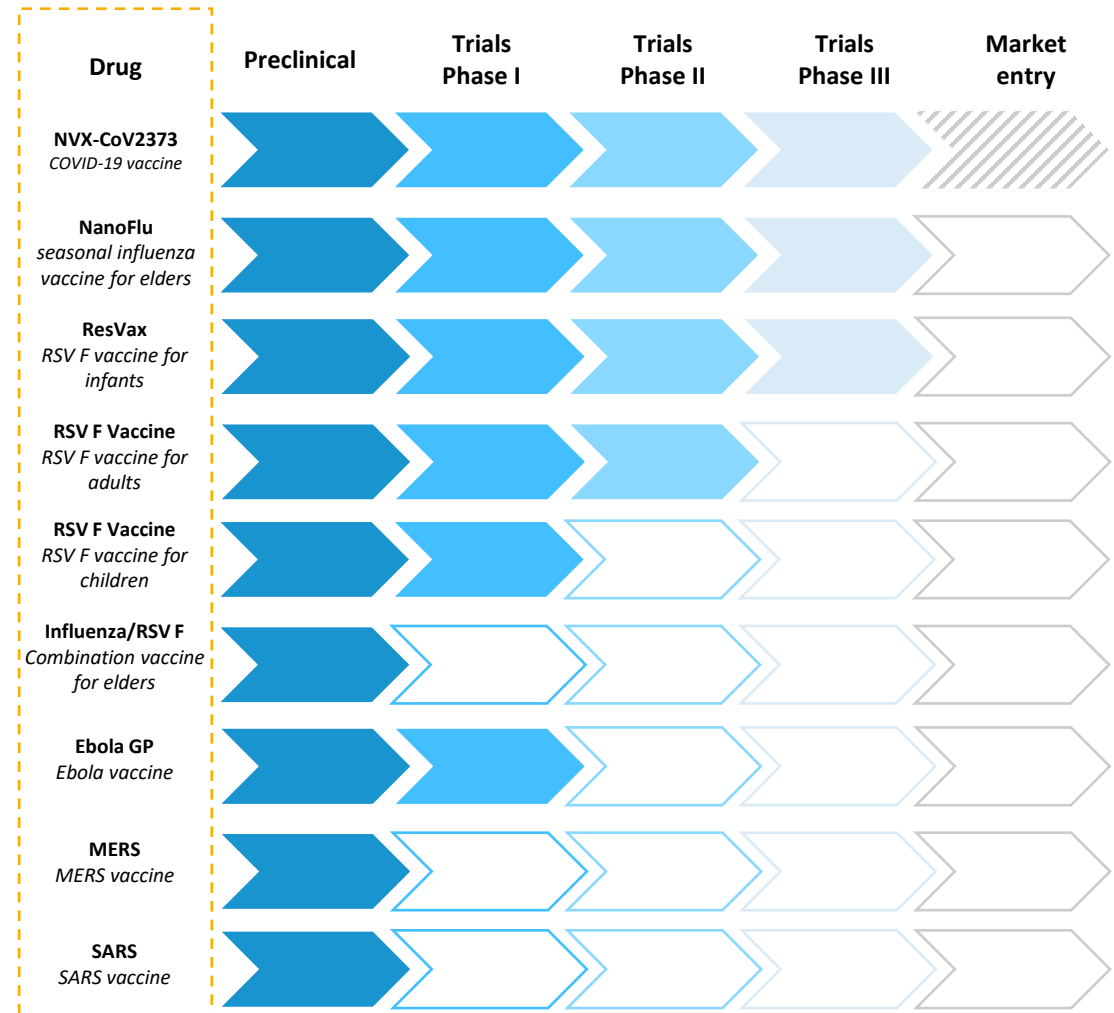 Drug
Preclinical
Trials
Phase I
Trials
Phase II
Trials
Phase III
Market
entry
NVX-CoV2373
COVID-19 vaccine
NanoFlu
seasonal influenza
vaccine for elders
ResVax
RSV F vaccine for
infants
RSV F Vaccine
RSV F vaccine for
adults
RSV F Vaccine
RSV F vaccine for
children
Influenza/RSV F
Combination vaccine
for elders
Ebola GP
Ebola vaccine
MERS
MERS vaccine
SARS
SARS vaccine